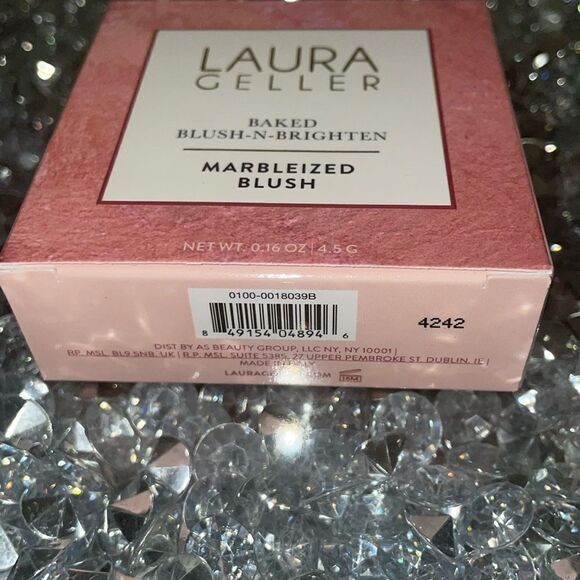 LAURA
GELLER
BAKED
BLUSH-N-BRIGHTEN
MARBLEIZED
BLUSH
NET WT. 0.16 OZ | 4.5 G
0100-0018039B
8 49154 04894 6
4242
DIST BY AS BEAUTY GROUP, LLC NY, NY 10001 |
RP, MSL, BL9 5NB, UK | R.P. MSL, SUITE 5385, 27 UPPER PEMBROKE ST, DUBLIN, IE |
MADE IN ITALY
18M